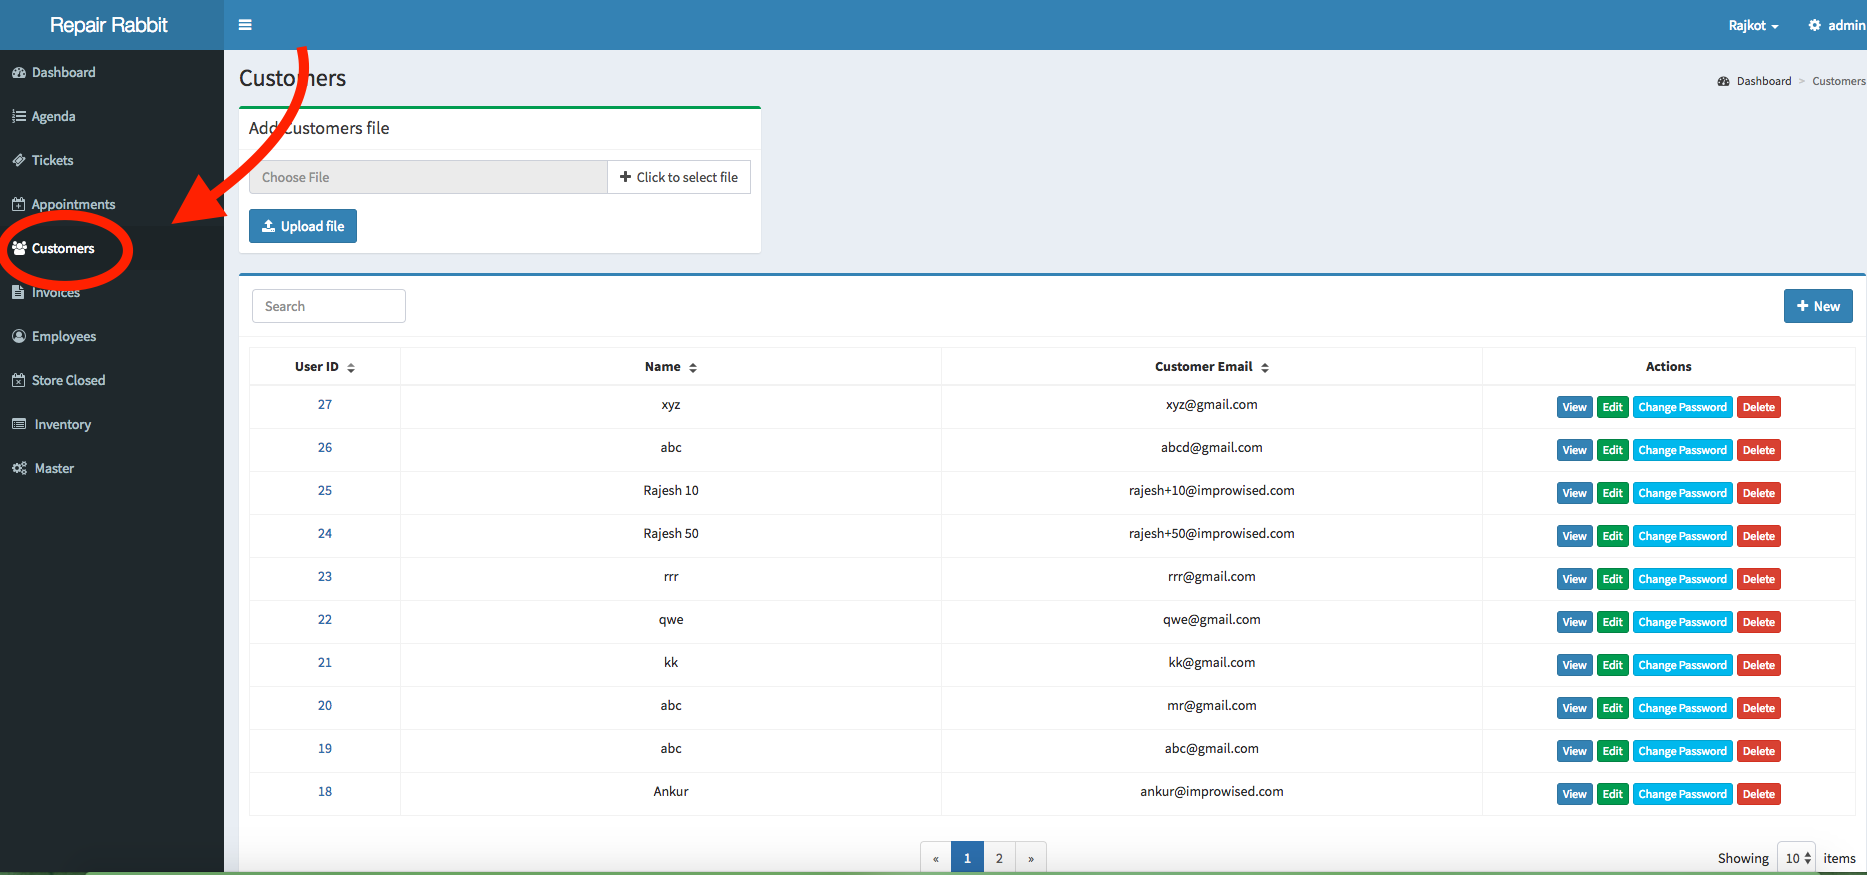 Repair Rabbit
Rajkot
admin
Dashboard
Agenda
Tickets
Appointments
Customers
Invoices
Employees
Store Closed
Inventory
Master
Customers
Dashboard > Customers
Add Customers file
Choose File
+ Click to select file
Upload file
Search
+ New
User ID Name Customer Email Actions
27 xyz xyz@gmail.com View Edit Change Password Delete
26 abc abcd@gmail.com View Edit Change Password Delete
25 Rajesh 10 rajesh+10@improwised.com View Edit Change Password Delete
24 Rajesh 50 rajesh+50@improwised.com View Edit Change Password Delete
23 rrr rrr@gmail.com View Edit Change Password Delete
22 qwe qwe@gmail.com View Edit Change Password Delete
21 kk kk@gmail.com View Edit Change Password Delete
20 abc mr@gmail.com View Edit Change Password Delete
19 abc abc@gmail.com View Edit Change Password Delete
18 Ankur ankur@improwised.com View Edit Change Password Delete
« 1 2 »
Showing 10 items